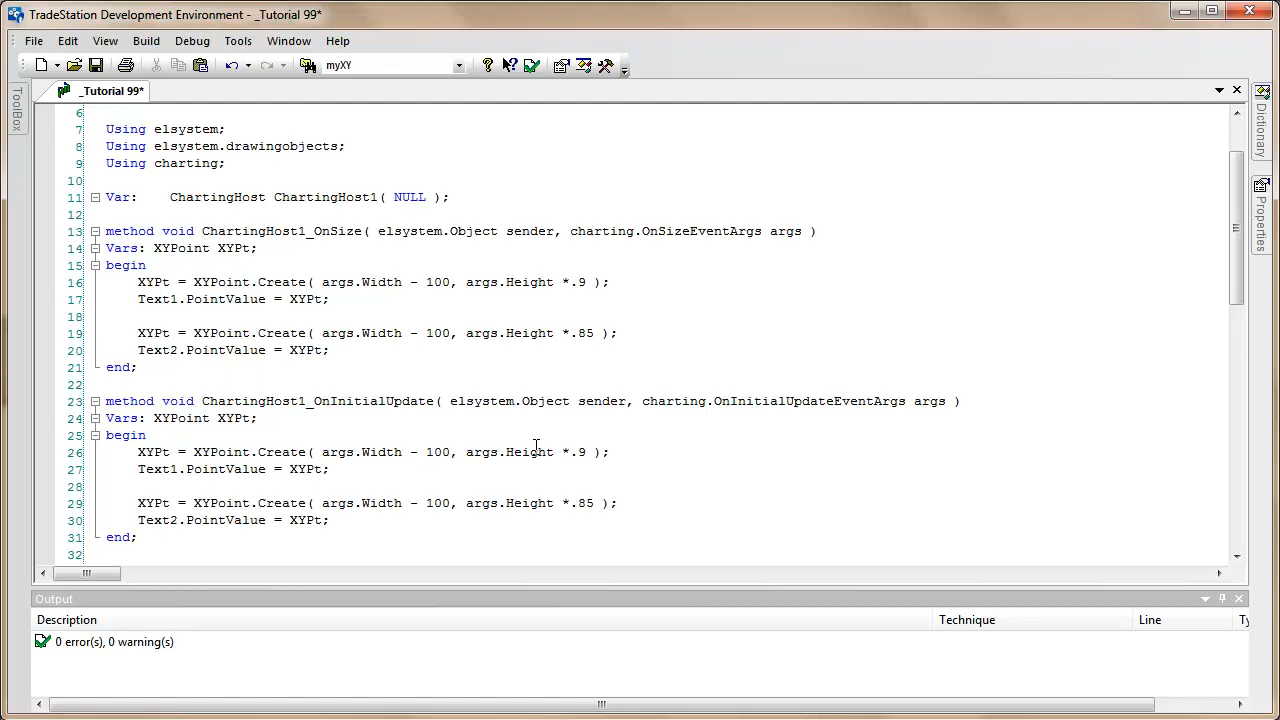 TradeStation Development Environment - _Tutorial 99*
File Edit View Build Debug Tools Window Help
myXY
_Tutorial 99*
ToolBox
Dictionary
Properties
6
7 Using elsystem;
8 Using elsystem.drawingobjects;
9 Using charting;
10
11 Var: ChartingHost ChartingHost1( NULL );
12
13 method void ChartingHost1_OnSize( elsystem.Object sender, charting.OnSizeEventArgs args )
14 Vars: XYPoint XYPt;
15 begin
16 XYPt = XYPoint.Create( args.Width - 100, args.Height *.9 );
17 Text1.PointValue = XYPt;
18
19 XYPt = XYPoint.Create( args.Width - 100, args.Height *.85 );
20 Text2.PointValue = XYPt;
21 end;
22
23 method void ChartingHost1_OnInitialUpdate( elsystem.Object sender, charting.OnInitialUpdateEventArgs args )
24 Vars: XYPoint XYPt;
25 begin
26 XYPt = XYPoint.Create( args.Width - 100, args.Height *.9 );
27 Text1.PointValue = XYPt;
28
29 XYPt = XYPoint.Create( args.Width - 100, args.Height *.85 );
30 Text2.PointValue = XYPt;
31 end;
32
Output
Description Technique Line Ty
0 error(s), 0 warning(s)